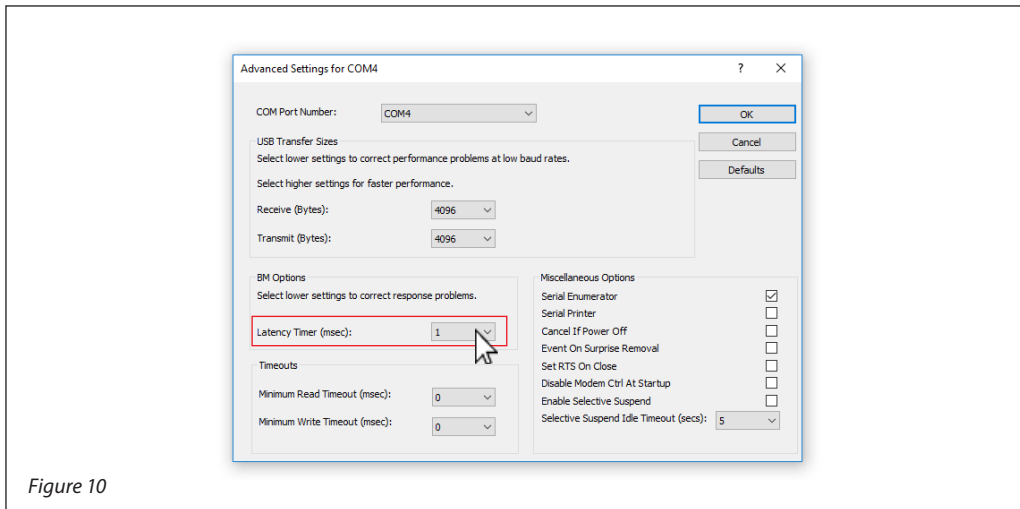 Advanced Settings for COM4
?
COM Port Number: COM4
OK
USB Transfer Sizes
Cancel
Select lower settings to correct performance problems at low baud rates.
Defaults
Select higher settings for faster performance.
Receive (Bytes): 4096
Transmit (Bytes): 4096
BM Options
Select lower settings to correct response problems.
Latency Timer (msec): 1
Timeouts
Minimum Read Timeout (msec): 0
Minimum Write Timeout (msec): 0
Miscellaneous Options
Serial Enumerator
Serial Printer
Cancel If Power Off
Event On Surprise Removal
Set RTS On Close
Disable Modem Ctrl At Startup
Enable Selective Suspend
Selective Suspend Idle Timeout (secs): 5
Figure 10